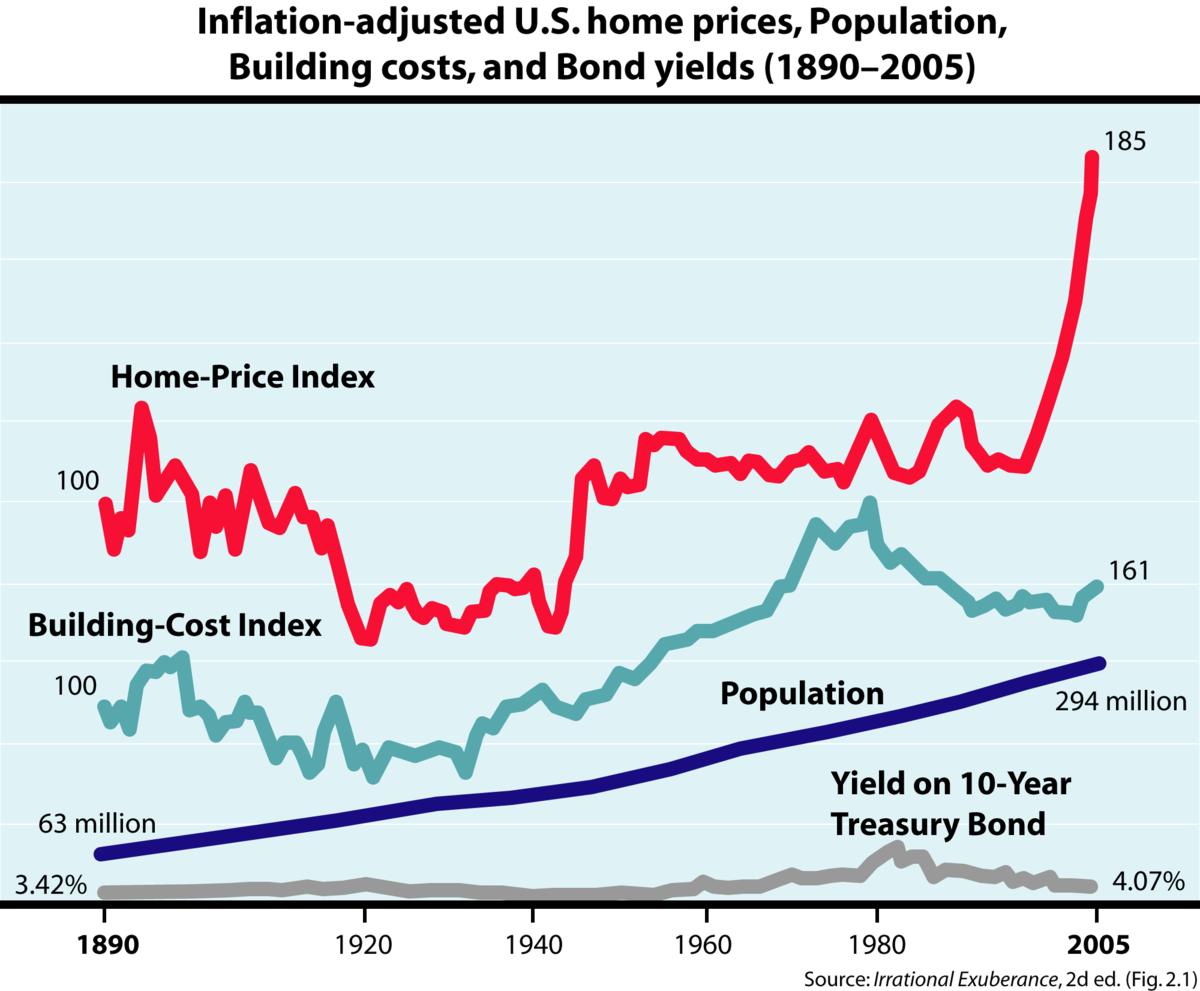 Inflation-adjusted U.S. home prices, Population,
Building costs, and Bond yields (1890–2005)
185
Home-Price Index
100
161
Building-Cost Index
100
Population
294 million
Yield on 10-Year
Treasury Bond
63 million
3.42%
4.07%
1890 1920 1940 1960 1980 2005
Source: Irrational Exuberance, 2d ed. (Fig. 2.1)